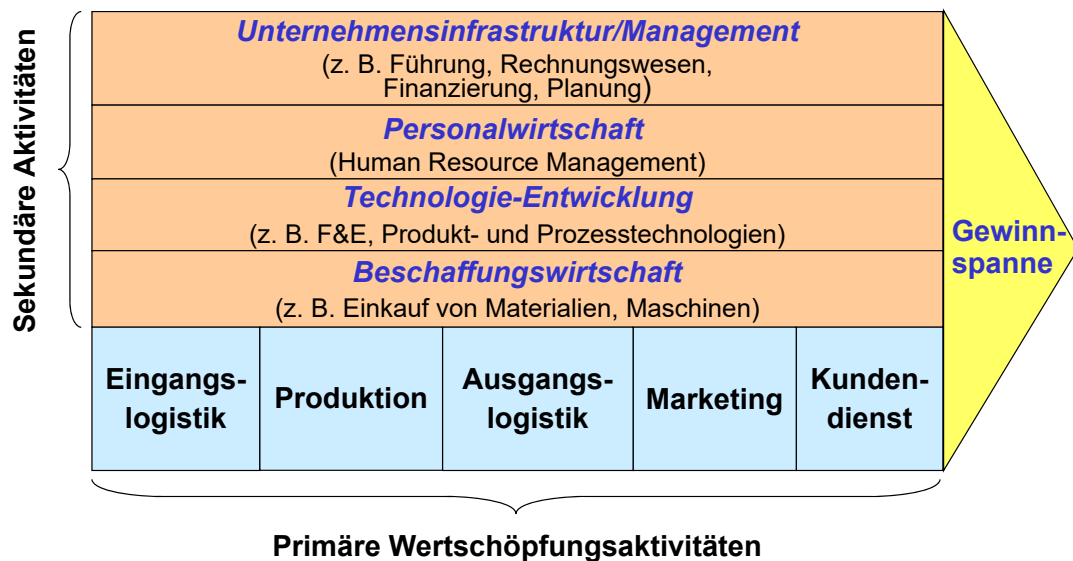 Sekundäre Aktivitäten
Unternehmensinfrastruktur/Management
(z. B. Führung, Rechnungswesen,
Finanzierung, Planung)
Personalwirtschaft
(Human Resource Management)
Technologie-Entwicklung
(z. B. F&E, Produkt- und Prozesstechnologien)
Beschaffungswirtschaft
(z. B. Einkauf von Materialien, Maschinen)
Gewinn-
spanne
Eingangs-
logistik
Produktion
Ausgangs-
logistik
Marketing
Kunden-
dienst
Primäre Wertschöpfungsaktivitäten